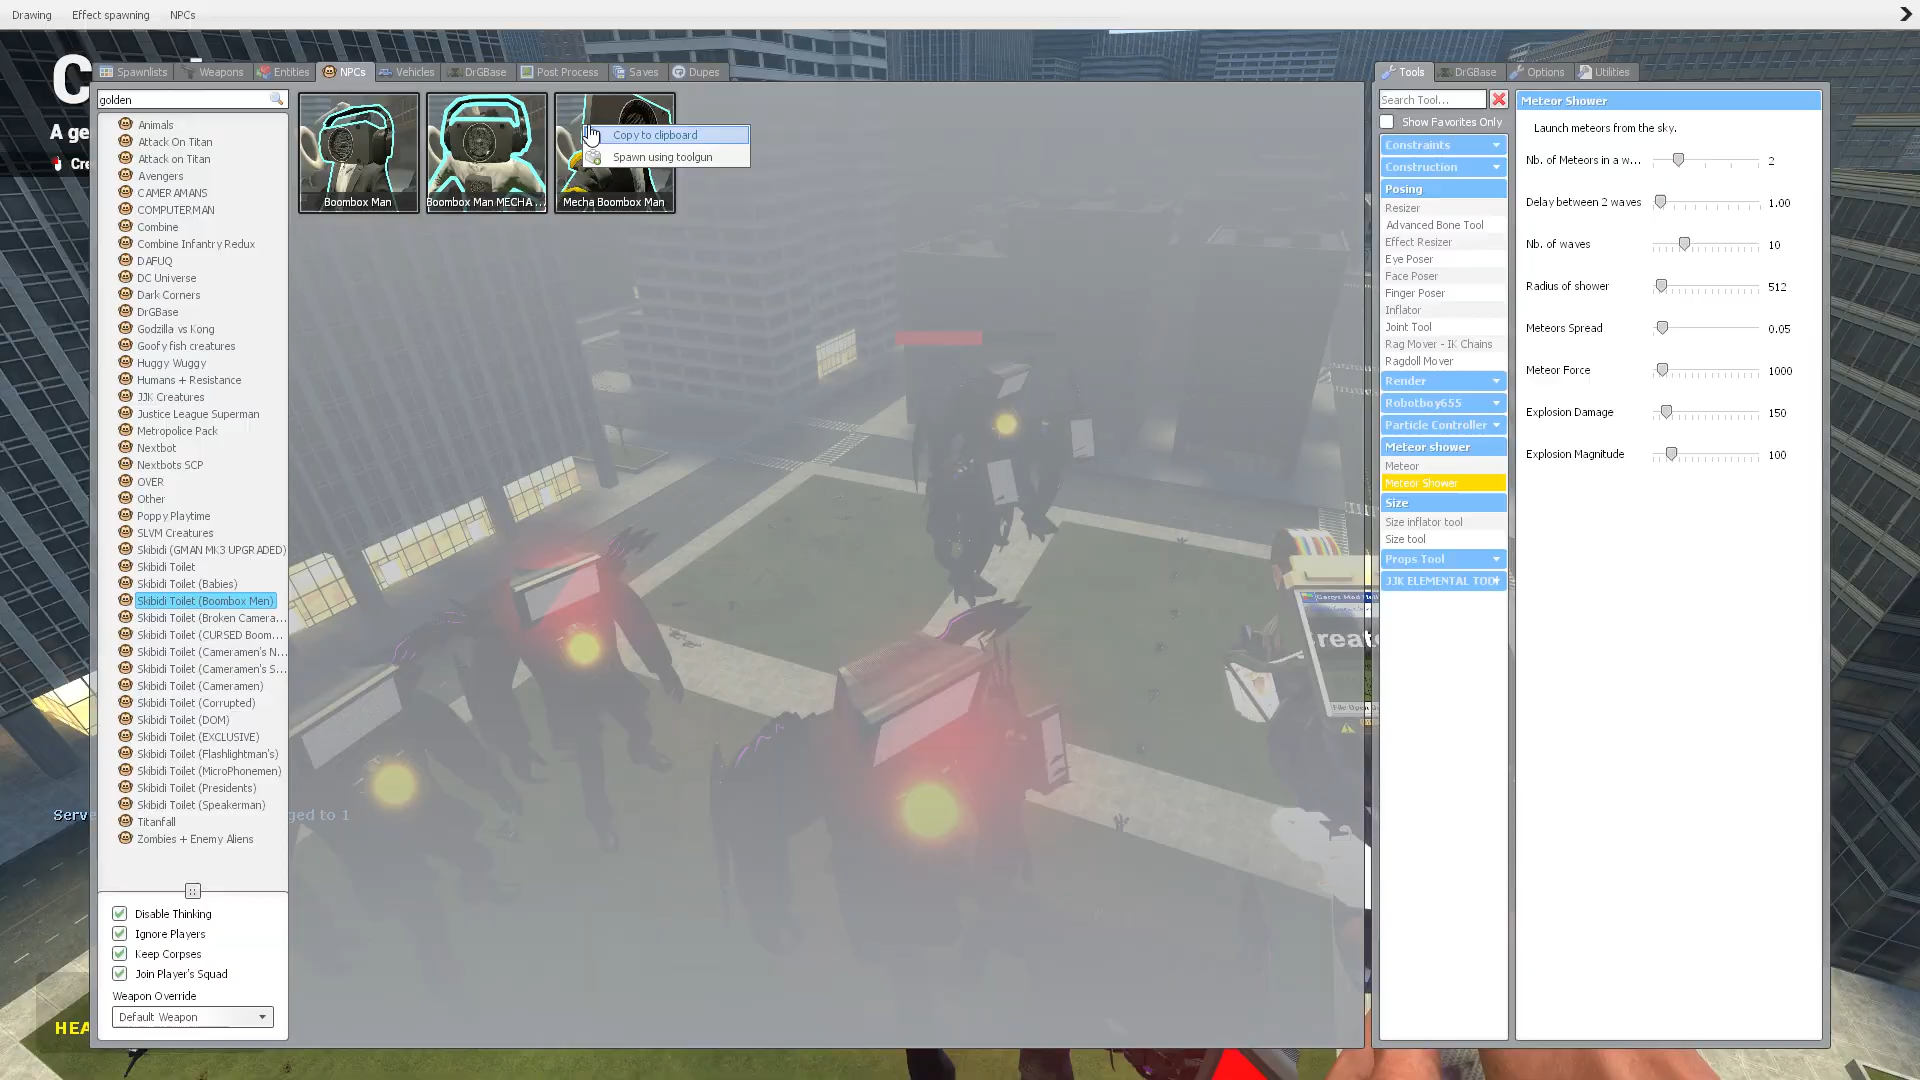 Drawing Effect spawning NPCs
Spawnlists Weapons Entities NPCs Vehicles DrGBase Post Process Saves Dupes
golden
Animals
Attack On Titan
Attack on Titan
Avengers
CAMERAMANS
COMPUTERMAN
Combine
Combine Infantry Redux
DAFUQ
DC Universe
Dark Corners
DrGBase
Godzilla vs Kong
Goofy fish creatures
Huggy Wuggy
Humans + Resistance
JJK Creatures
Justice League Superman
Metropolice Pack
Nextbot
Nextbots SCP
OVER
Other
Poppy Playtime
SLVM Creatures
Skibidi (GMAN MK3 UPGRADED)
Skibidi Toilet
Skibidi Toilet (Babies)
Skibidi Toilet (Boombox Men)
Skibidi Toilet (Broken Camera...
Skibidi Toilet (CURSED Boom...
Skibidi Toilet (Cameramen's N...
Skibidi Toilet (Cameramen's S...
Skibidi Toilet (Cameramen)
Skibidi Toilet (Corrupted)
Skibidi Toilet (DOM)
Skibidi Toilet (EXCLUSIVE)
Skibidi Toilet (Flashlightman's)
Skibidi Toilet (MicroPhonemen)
Skibidi Toilet (Presidents)
Skibidi Toilet (Speakerman)
Titanfall
Zombies + Enemy Aliens
Disable Thinking
Ignore Players
Keep Corpses
Join Player's Squad
Weapon Override
Default Weapon
Boombox Man
Boombox Man MECHA ...
Mecha Boombox Man
Copy to clipboard
Spawn using toolgun
Tools DrGBase Options Utilities
Search Tool...
Show Favorites Only
Constraints
Construction
Posing
Resizer
Advanced Bone Tool
Effect Resizer
Eye Poser
Face Poser
Finger Poser
Inflator
Joint Tool
Rag Mover - IK Chains
Ragdoll Mover
Render
Robotboy655
Particle Controller
Meteor shower
Meteor
Meteor Shower
Size
Size inflator tool
Size tool
Props Tool
JJK ELEMENTAL TOO
Meteor Shower
Launch meteors from the sky.
Nb. of Meteors in a w... 2
Delay between 2 waves 1.00
Nb. of waves 10
Radius of shower 512
Meteors Spread 0.05
Meteor Force 1000
Explosion Damage 150
Explosion Magnitude 100
C
A ge
Cre
Serve
ged to 1
HEA
reat